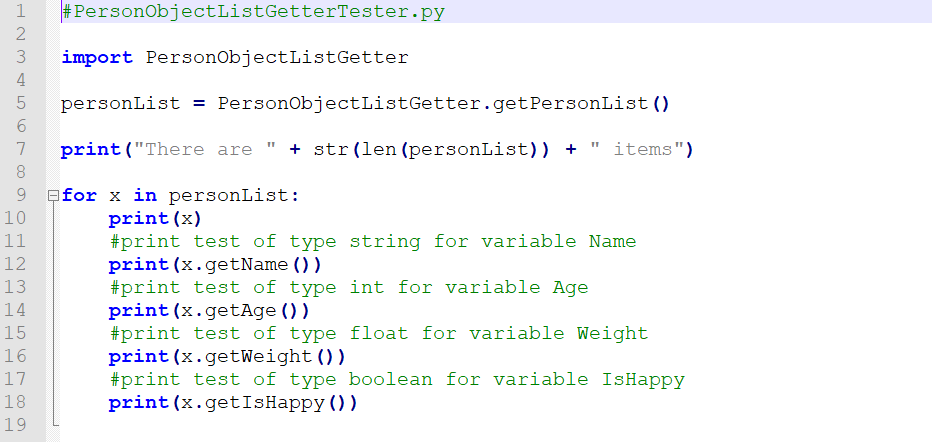 1 #PersonObjectListGetterTester.py
2
3 import PersonObjectListGetter
4
5 personList = PersonObjectListGetter.getPersonList()
6
7 print("There are " + str(len(personList)) + " items")
8
9 for x in personList:
10     print(x)
11     #print test of type string for variable Name
12     print(x.getName())
13     #print test of type int for variable Age
14     print(x.getAge())
15     #print test of type float for variable Weight
16     print(x.getWeight())
17     #print test of type boolean for variable IsHappy
18     print(x.getIsHappy())
19